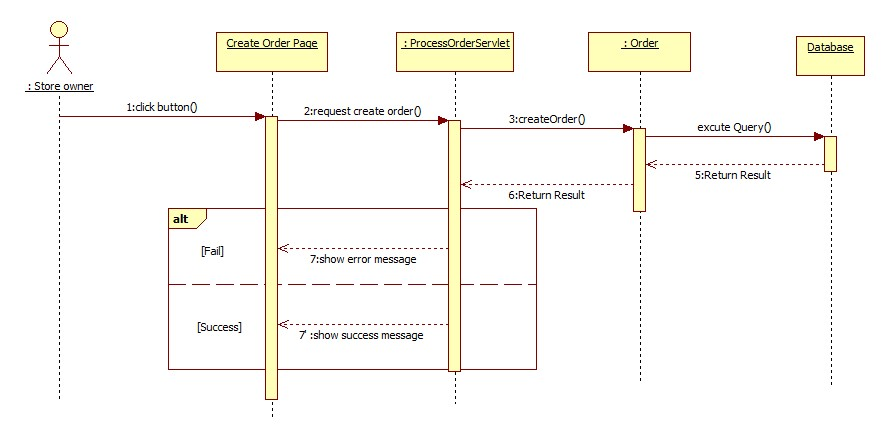 Create Order Page
: ProcessOrderServlet
: Order
Database
: Store owner
1:click button()
2:request create order()
3:createOrder()
excute Query()
5:Return Result
6:Return Result
alt
[Fail]
7:show error message
[Success]
7' :show success message